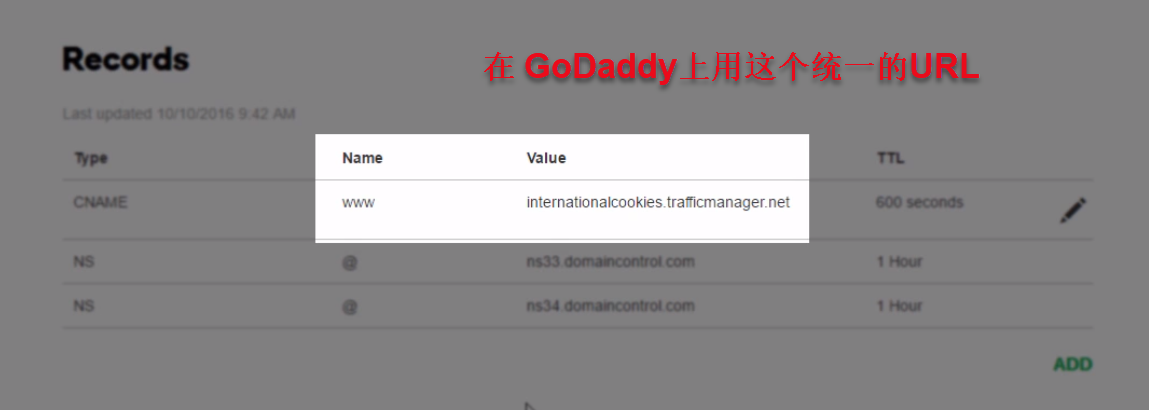 Records
在 GoDaddy上用这个统一的URL
Last updated 10/10/2016 9:42 AM
Type Name Value TTL
CNAME www internationalcookies.trafficmanager.net 600 seconds
NS @ ns33.domaincontrol.com 1 Hour
NS @ ns34.domaincontrol.com 1 Hour
ADD